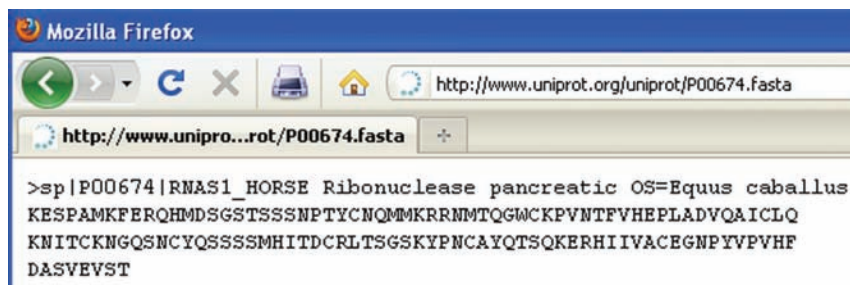 Mozilla Firefox
http://www.uniprot.org/uniprot/P00674.fasta
http://www.unipro...rot/P00674.fasta
>sp|P00674|RNAS1_HORSE Ribonuclease pancreatic OS=Equus caballus
KESPAMKFERQHMDSGSTSSSNPTYCNQMMKRRNMTQGWCKPVNTFVHEPLADVQAICLQ
KNITCKNGQSNCYQSSSSMHITDCRLTSGSKYPNCAYQTSQKERHIIVACEGNPYVPVHF
DASVEVST